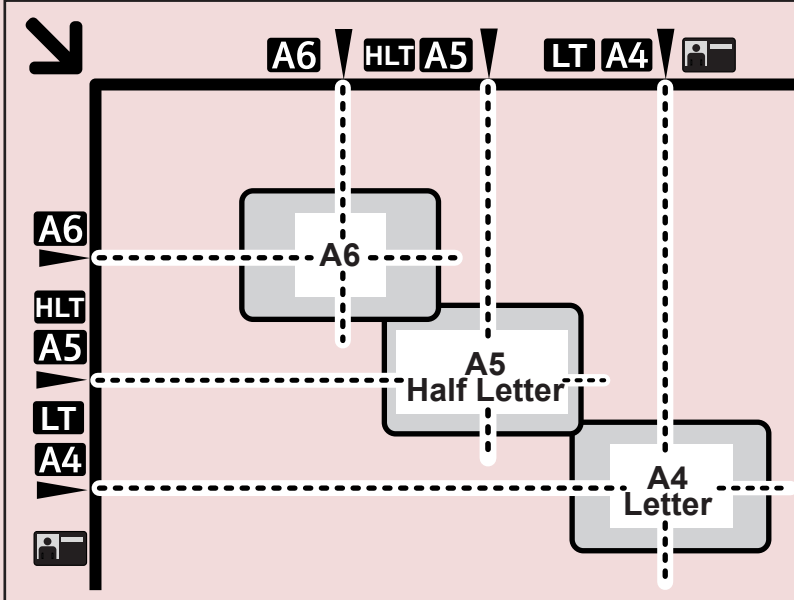 A6 HLT A5 LT A4
A6
A6
HLT
A5
A5
Half Letter
LT
A4
A4
Letter